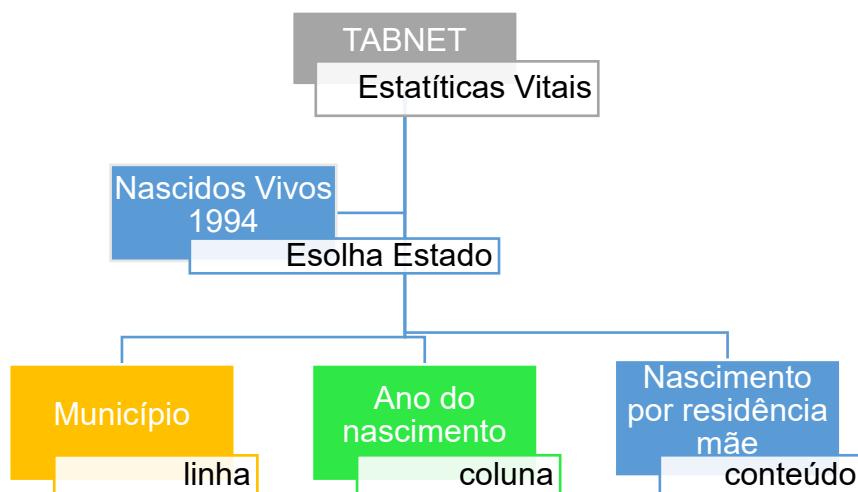 TABNET
Estatíticas Vitais
Nascidos Vivos
1994
Esolha Estado
Município
linha
Ano do
nascimento
coluna
Nascimento
por residência
mãe
conteúdo